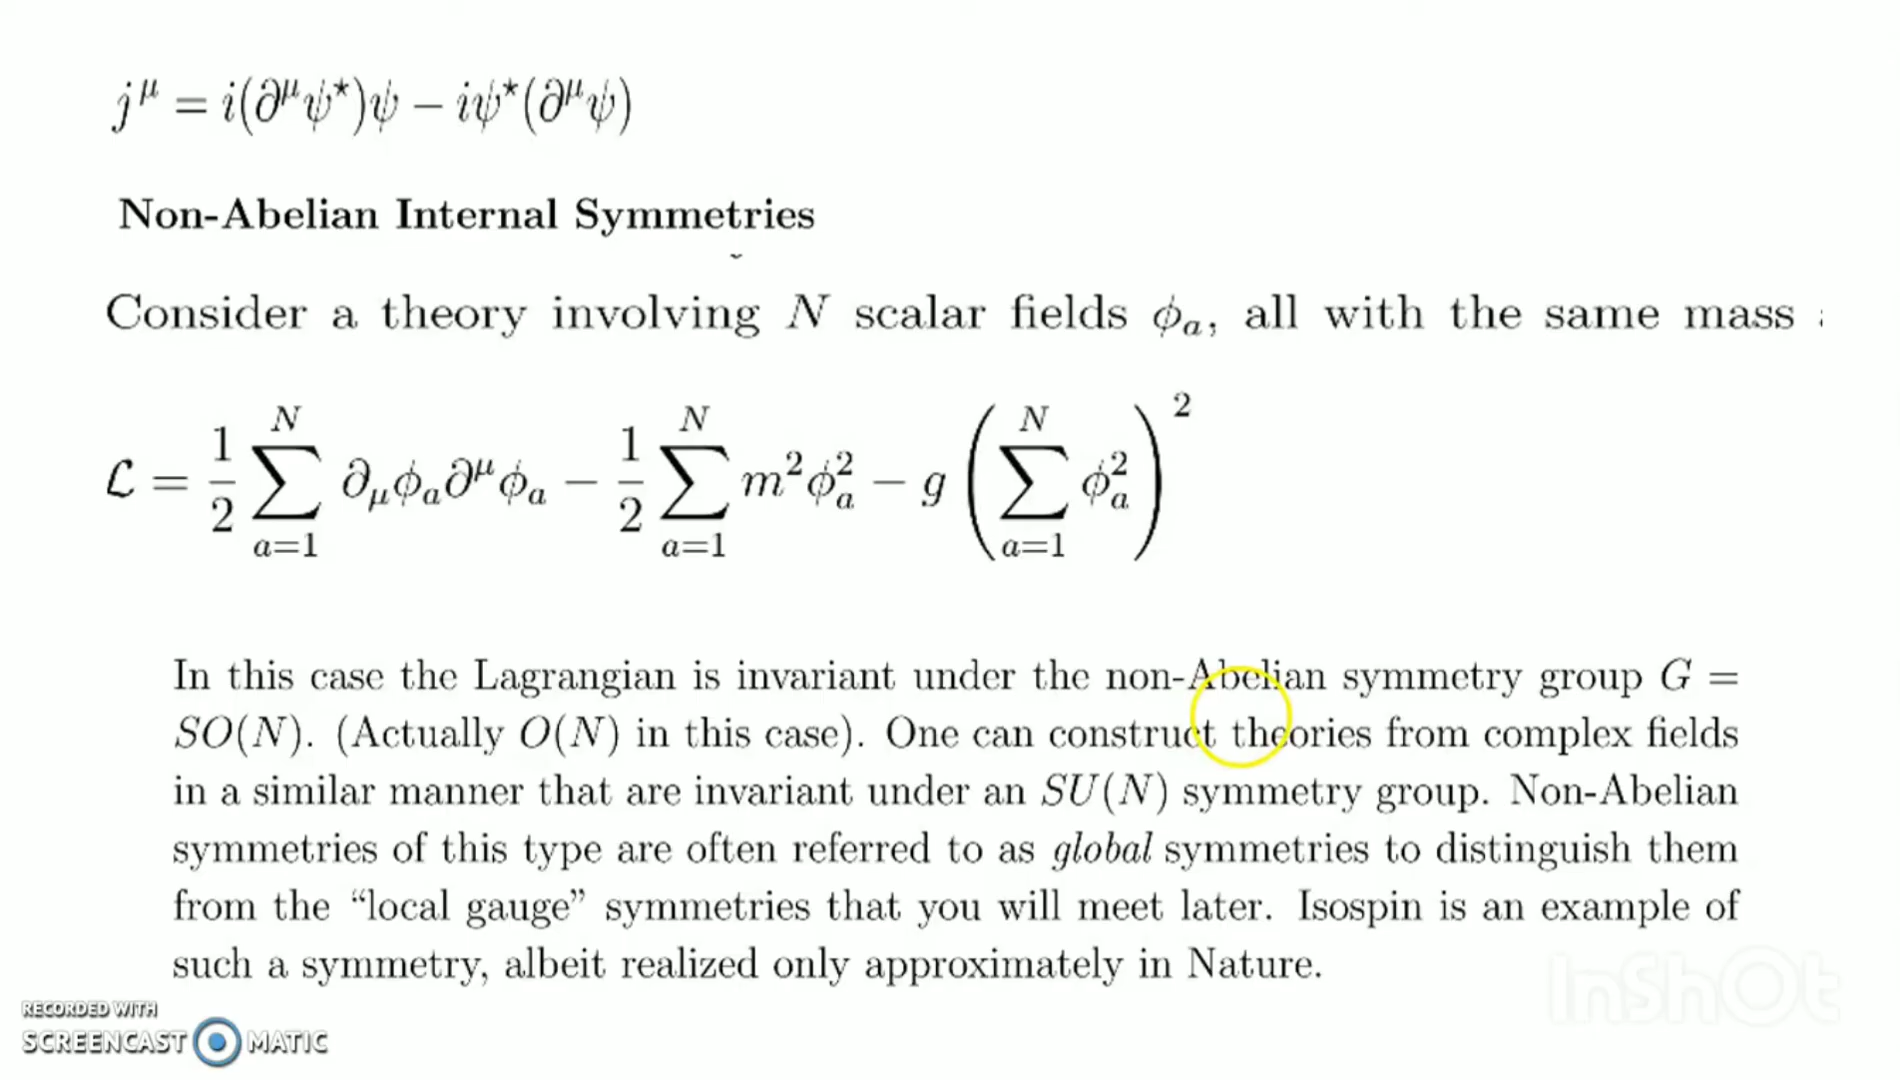 j^μ = i(∂^μψ⋆)ψ − iψ⋆(∂^μψ)
Non-Abelian Internal Symmetries
Consider a theory involving N scalar fields ϕ_a, all with the same mass
ℒ = 1/2 ∑_{a=1}^{N} ∂_μϕ_a∂^μϕ_a − 1/2 ∑_{a=1}^{N} m²ϕ_a² − g (∑_{a=1}^{N} ϕ_a²)²
In this case the Lagrangian is invariant under the non-Abelian symmetry group G =
SO(N). (Actually O(N) in this case). One can construct theories from complex fields
in a similar manner that are invariant under an SU(N) symmetry group. Non-Abelian
symmetries of this type are often referred to as global symmetries to distinguish them
from the “local gauge” symmetries that you will meet later. Isospin is an example of
such a symmetry, albeit realized only approximately in Nature.
InShOt
RECORDED WITH
SCREENCAST MATIC